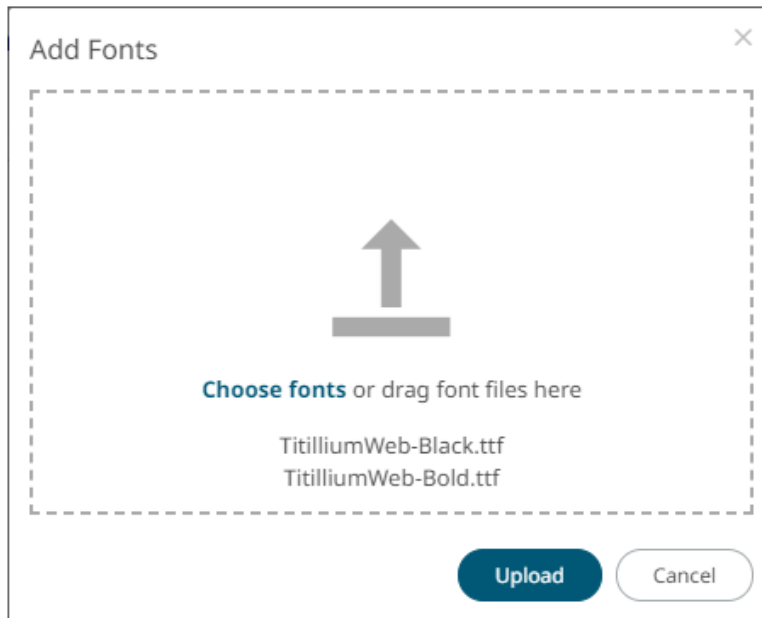 Add Fonts
Choose fonts or drag font files here
TitilliumWeb-Black.ttf
TitilliumWeb-Bold.ttf
Upload
Cancel